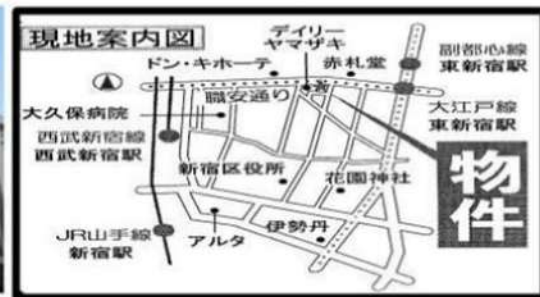 現地案内図
デイリー
ヤマザキ
ドン・キホーテ
赤札堂
副都心線
東新宿駅
職安通り
大久保病院
大江戸線
東新宿駅
西武新宿線
西武新宿駅
新宿区役所
花園神社
物件
JR山手線
新宿駅
アルタ
伊勢丹